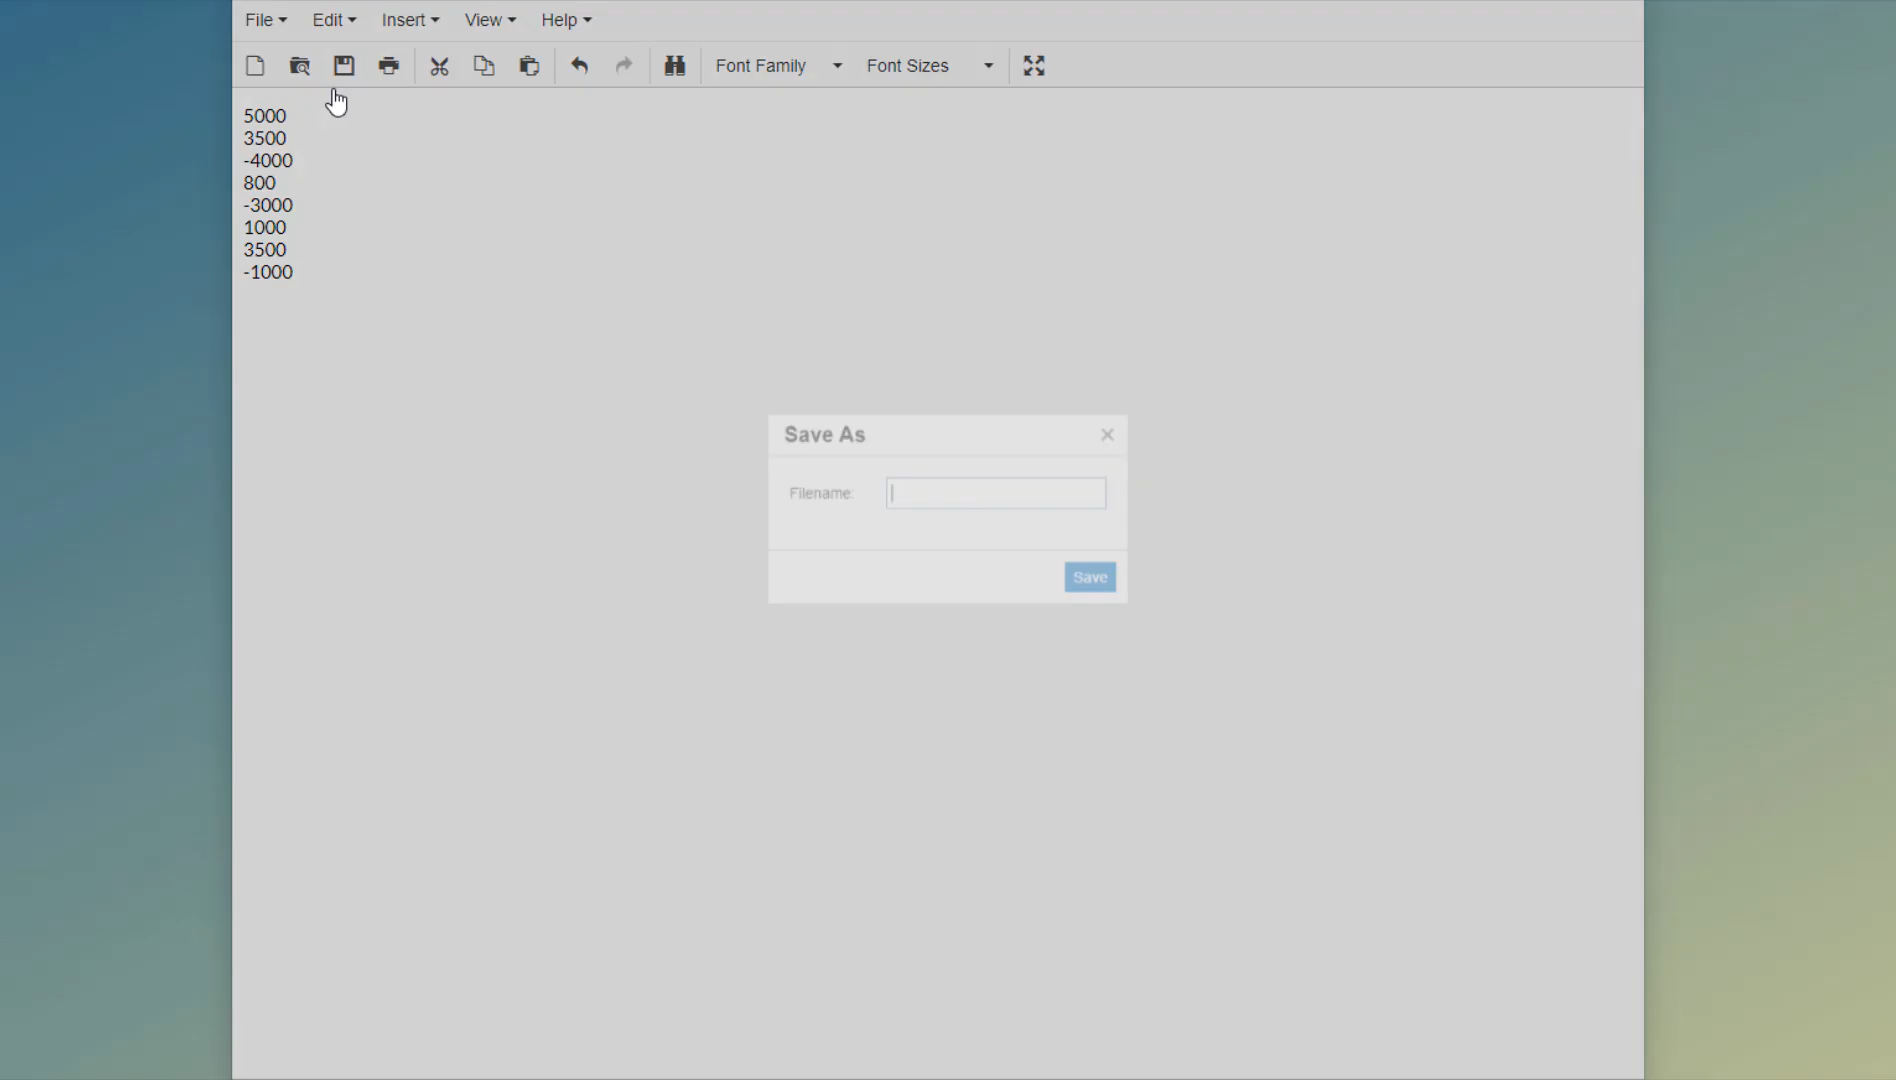 File Edit Insert View Help
Font Family Font Sizes
5000
3500
-4000
800
-3000
1000
3500
-1000
Save As
Filename:
Save